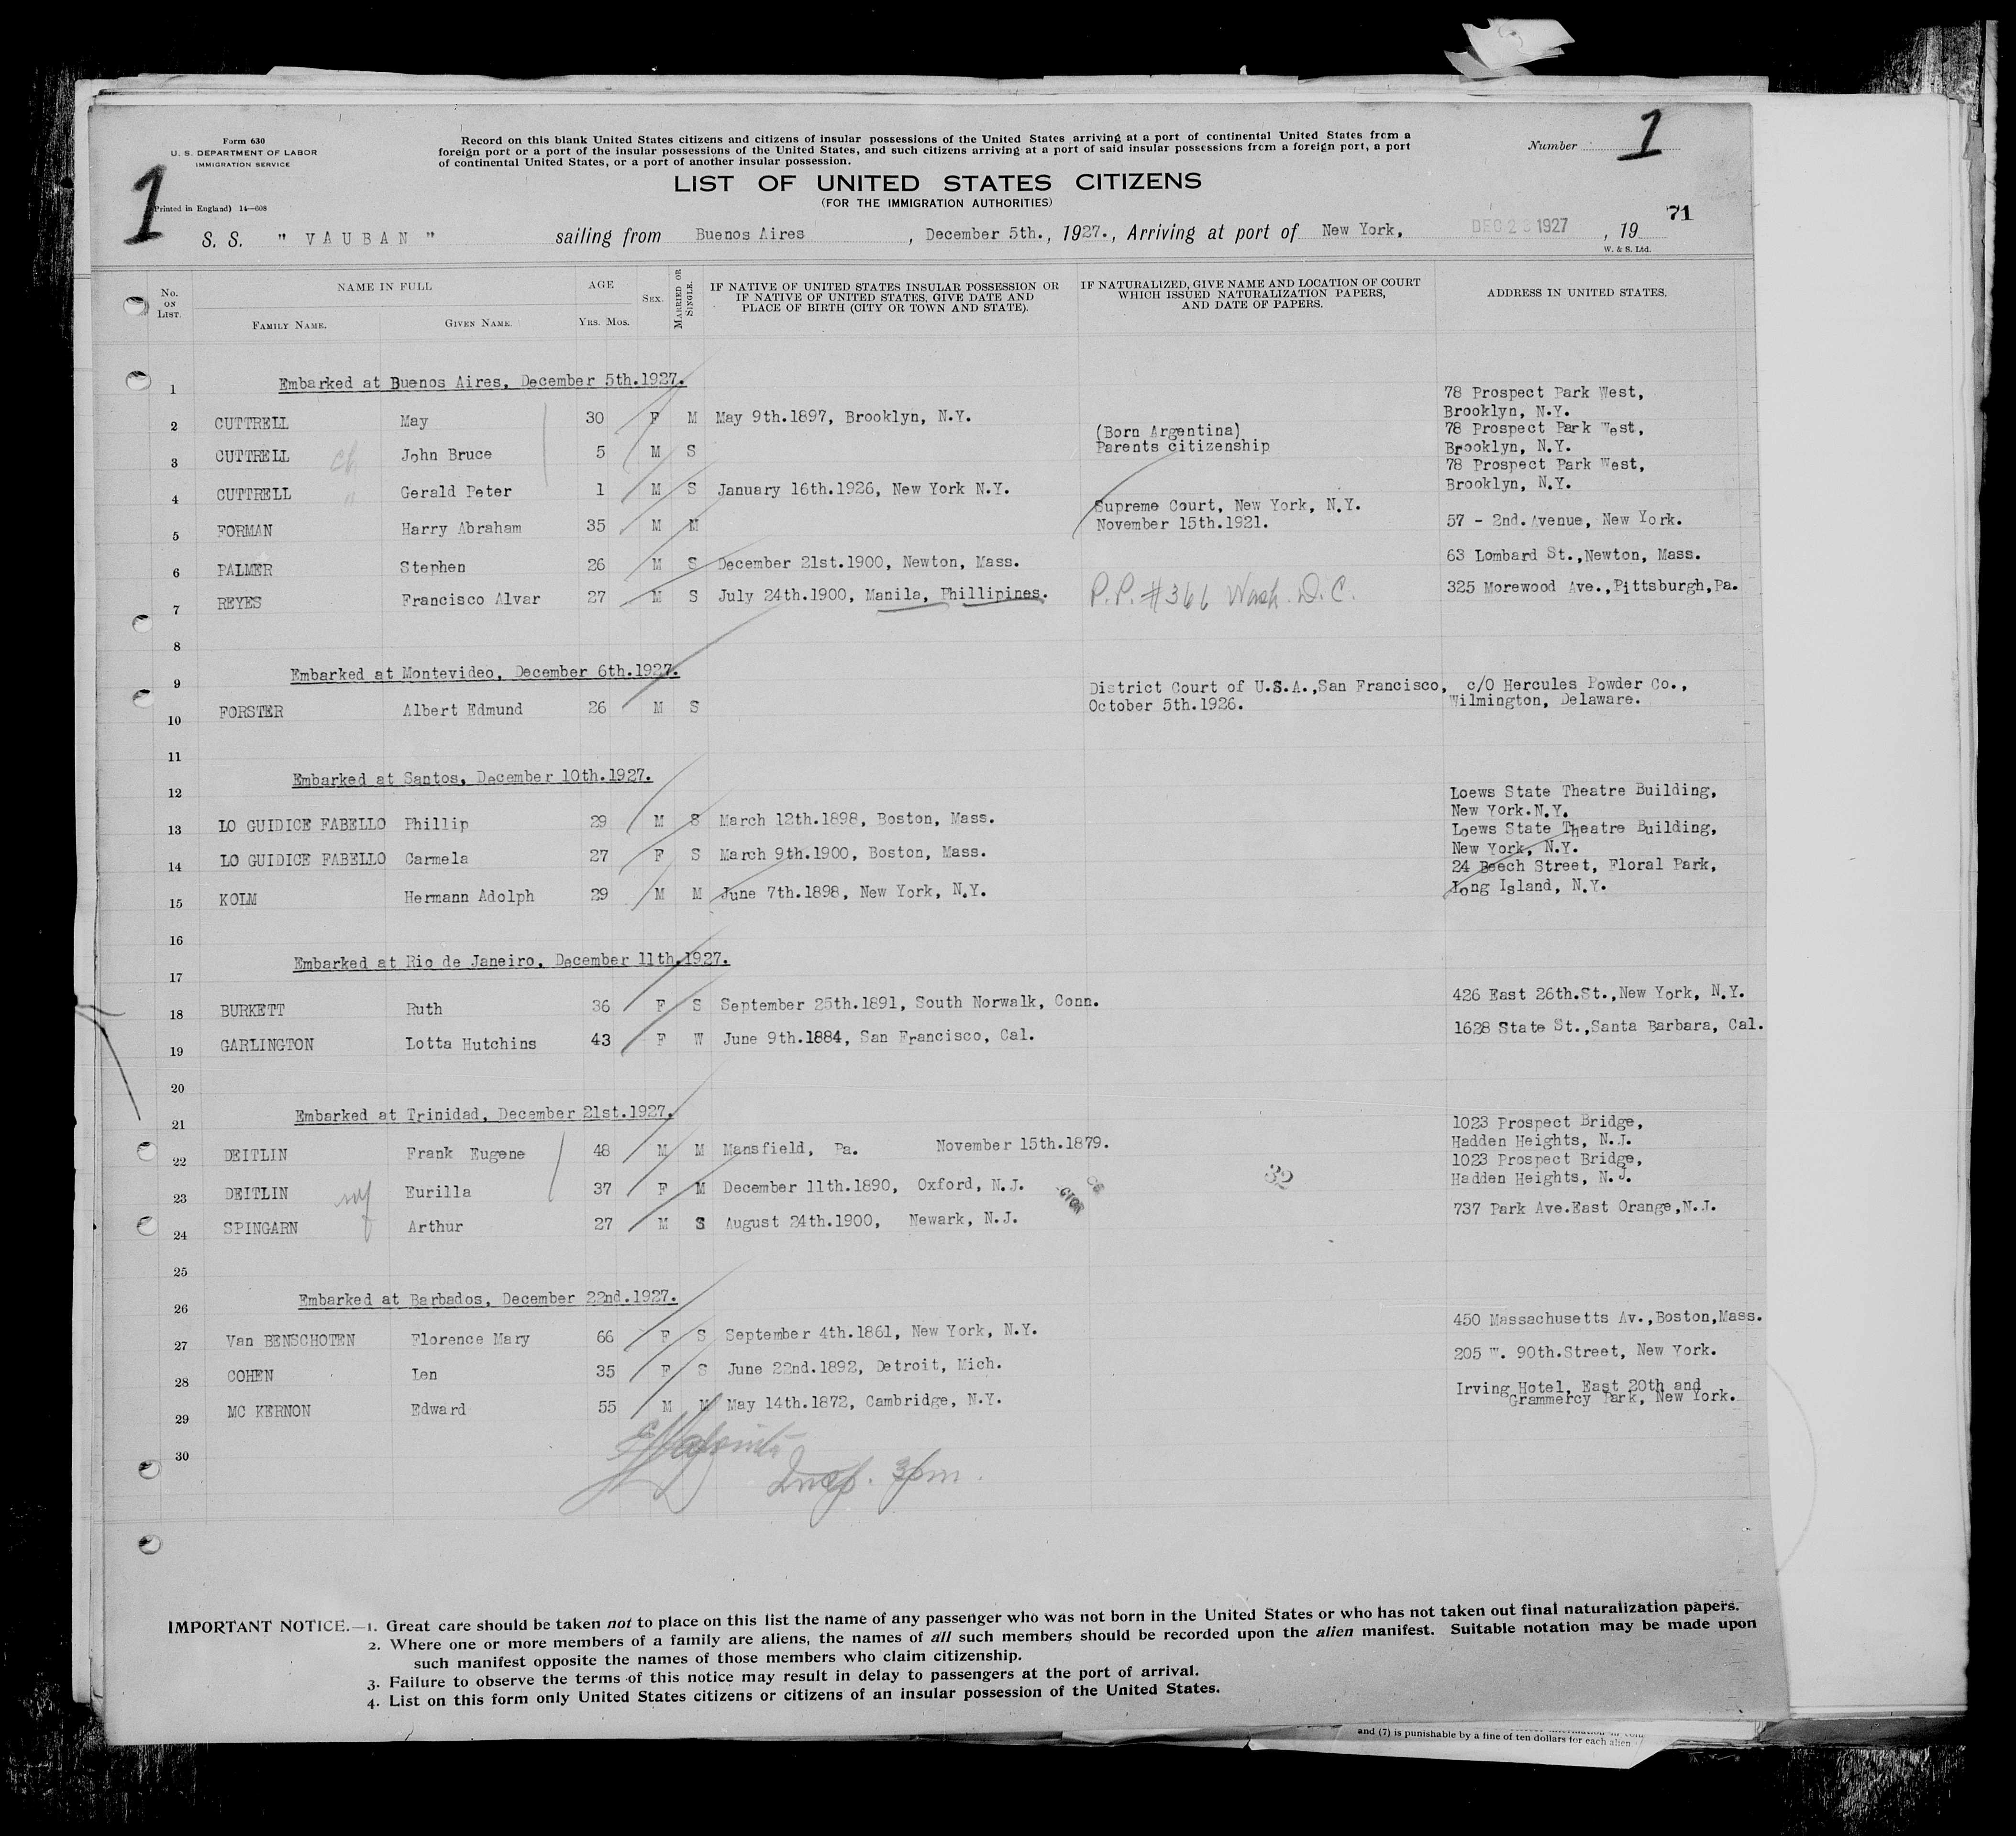 Form 630
U. S. DEPARTMENT OF LABOR
IMMIGRATION SERVICE
Printed in England) 14—608
1
Record on this blank United States citizens and citizens of insular possessions of the United States arriving at a port of continental United States from a
foreign port or a port of the insular possessions of the United States, and such citizens arriving at a port of said insular possessions from a foreign port, a port
of continental United States, or a port of another insular possession.
Number 1
LIST OF UNITED STATES CITIZENS
(FOR THE IMMIGRATION AUTHORITIES)
71
S. S. " VAUBAN " sailing from Buenos Aires , December 5th., 1927., Arriving at port of New York, DEC 2 1927 , 19
W. & S. Ltd.
No. ON LIST.
NAME IN FULL
FAMILY NAME. GIVEN NAME.
AGE
YRS. MOS.
SEX.
MARRIED OR SINGLE.
IF NATIVE OF UNITED STATES INSULAR POSSESSION OR
IF NATIVE OF UNITED STATES, GIVE DATE AND
PLACE OF BIRTH (CITY OR TOWN AND STATE).
IF NATURALIZED, GIVE NAME AND LOCATION OF COURT
WHICH ISSUED NATURALIZATION PAPERS,
AND DATE OF PAPERS.
ADDRESS IN UNITED STATES.
1 Embarked at Buenos Aires, December 5th.1927.
2 CUTTRELL May 30 F M May 9th.1897, Brooklyn, N.Y. 78 Prospect Park West,
Brooklyn, N.Y.
3 CUTTRELL ch John Bruce 5 M S (Born Argentina)
Parents citizenship 78 Prospect Park West,
Brooklyn, N.Y.
4 CUTTRELL " Gerald Peter 1 M S January 16th.1926, New York N.Y. 78 Prospect Park West,
Brooklyn, N.Y.
5 FORMAN Harry Abraham 35 M M Supreme Court, New York, N.Y.
November 15th.1921. 57 - 2nd.Avenue, New York.
6 PALMER Stephen 26 M S December 21st.1900, Newton, Mass. 63 Lombard St.,Newton, Mass.
7 REYES Francisco Alvar 27 M S July 24th.1900, Manila, Phillipines. P.P. #366 Wash. D.C. 325 Morewood Ave.,Pittsburgh,Pa.
8
9 Embarked at Montevideo, December 6th.1927.
10 FORSTER Albert Edmund 26 M S District Court of U.S.A.,San Francisco,
October 5th.1926. c/O Hercules Powder Co.,
Wilmington, Delaware.
11
12 Embarked at Santos, December 10th.1927.
13 LO GUIDICE FABELLO Phillip 29 M S March 12th.1898, Boston, Mass. Loews State Theatre Building,
New York.N.Y.
14 LO GUIDICE FABELLO Carmela 27 F S March 9th.1900, Boston, Mass. Loews State Theatre Building,
New York, N.Y.
15 KOLM Hermann Adolph 29 M M June 7th.1898, New York, N.Y. 24 Beech Street, Floral Park,
Long Island, N.Y.
16
17 Embarked at Rio de Janeiro, December 11th.1927.
18 BURKETT Ruth 36 F S September 25th.1891, South Norwalk, Conn. 426 East 26th.St.,New York, N.Y.
19 GARLINGTON Lotta Hutchins 43 F W June 9th.1884, San Francisco, Cal. 1628 State St.,Santa Barbara, Cal.
20
21 Embarked at Trinidad, December 21st.1927.
22 DEITLIN Frank Eugene 48 M M Mansfield, Pa. November 15th.1879. 1023 Prospect Bridge,
Hadden Heights, N.J.
23 DEITLIN wf Eurilla 37 F M December 11th.1890, Oxford, N.J. 32 1023 Prospect Bridge,
Hadden Heights, N.J.
24 SPINGARN Arthur 27 M S August 24th.1900, Newark, N.J. 737 Park Ave.East Orange,N.J.
25
26 Embarked at Barbados, December 22nd.1927.
27 Van BENSCHOTEN Florence Mary 66 F S September 4th.1861, New York, N.Y. 450 Massachusetts Av.,Boston,Mass.
28 COHEN Len 35 F S June 22nd.1892, Detroit, Mich. 205 W. 90th.Street, New York.
29 MC KERNON Edward 55 M M May 14th.1872, Cambridge, N.Y. Irving Hotel, East 20th and
Grammercy Park, New York.
30
Insp. 3pm.
IMPORTANT NOTICE.—1. Great care should be taken not to place on this list the name of any passenger who was not born in the United States or who has not taken out final naturalization papers.
2. Where one or more members of a family are aliens, the names of all such members should be recorded upon the alien manifest. Suitable notation may be made upon
such manifest opposite the names of those members who claim citizenship.
3. Failure to observe the terms of this notice may result in delay to passengers at the port of arrival.
4. List on this form only United States citizens or citizens of an insular possession of the United States.
and (7) is punishable by a fine of ten dollars for each alien